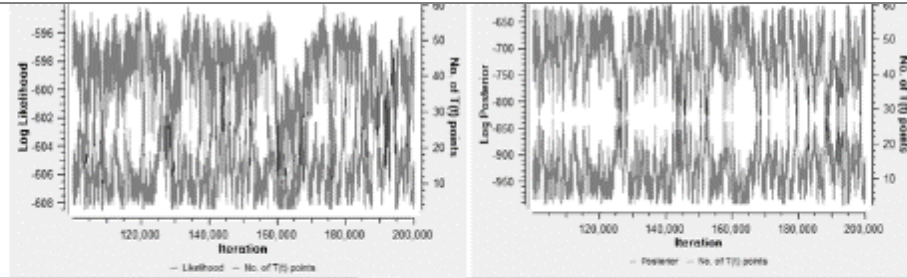 Log Likelihood
-596
-598
-600
-602
-604
-606
-608
60
50
40
30
20
10
No. of T(t) points
120,000 140,000 160,000 180,000 200,000
Iteration
Likelihood No. of T(t) points
Log Posterior
-650
-700
-750
-800
-850
-900
-950
60
50
40
30
20
10
No. of T(t) points
120,000 140,000 160,000 180,000 200,000
Iteration
Posterior No. of T(t) points